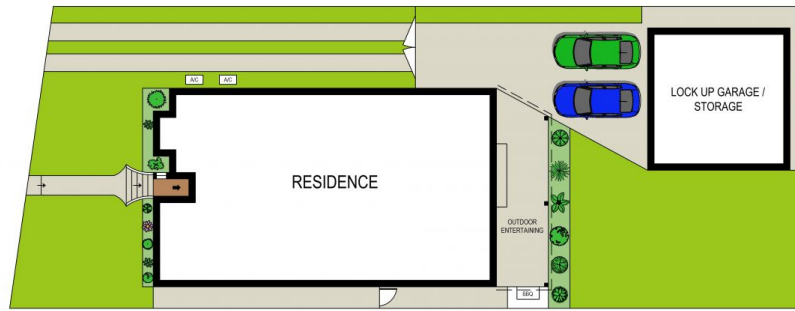 A/C
A/C
LOCK UP GARAGE /
STORAGE
RESIDENCE
OUTDOOR
ENTERTAINING
BBQ